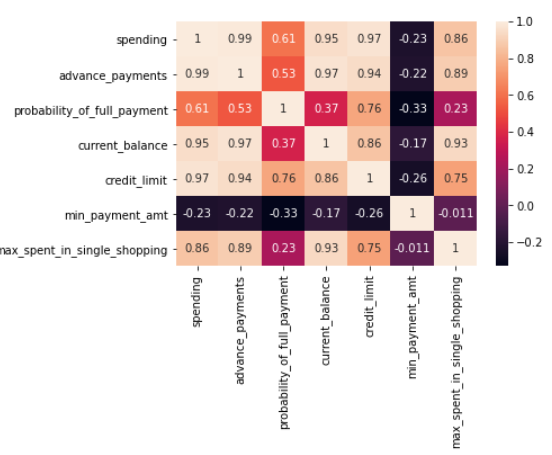 spending 1 0.99 0.61 0.95 0.97 -0.23 0.86
advance_payments 0.99 1 0.53 0.97 0.94 -0.22 0.89
probability_of_full_payment 0.61 0.53 1 0.37 0.76 -0.33 0.23
current_balance 0.95 0.97 0.37 1 0.86 -0.17 0.93
credit_limit 0.97 0.94 0.76 0.86 1 -0.26 0.75
min_payment_amt -0.23 -0.22 -0.33 -0.17 -0.26 1 -0.011
max_spent_in_single_shopping 0.86 0.89 0.23 0.93 0.75 -0.011 1
spending
advance_payments
probability_of_full_payment
current_balance
credit_limit
min_payment_amt
max_spent_in_single_shopping
1.0
0.8
0.6
0.4
0.2
0.0
−0.2